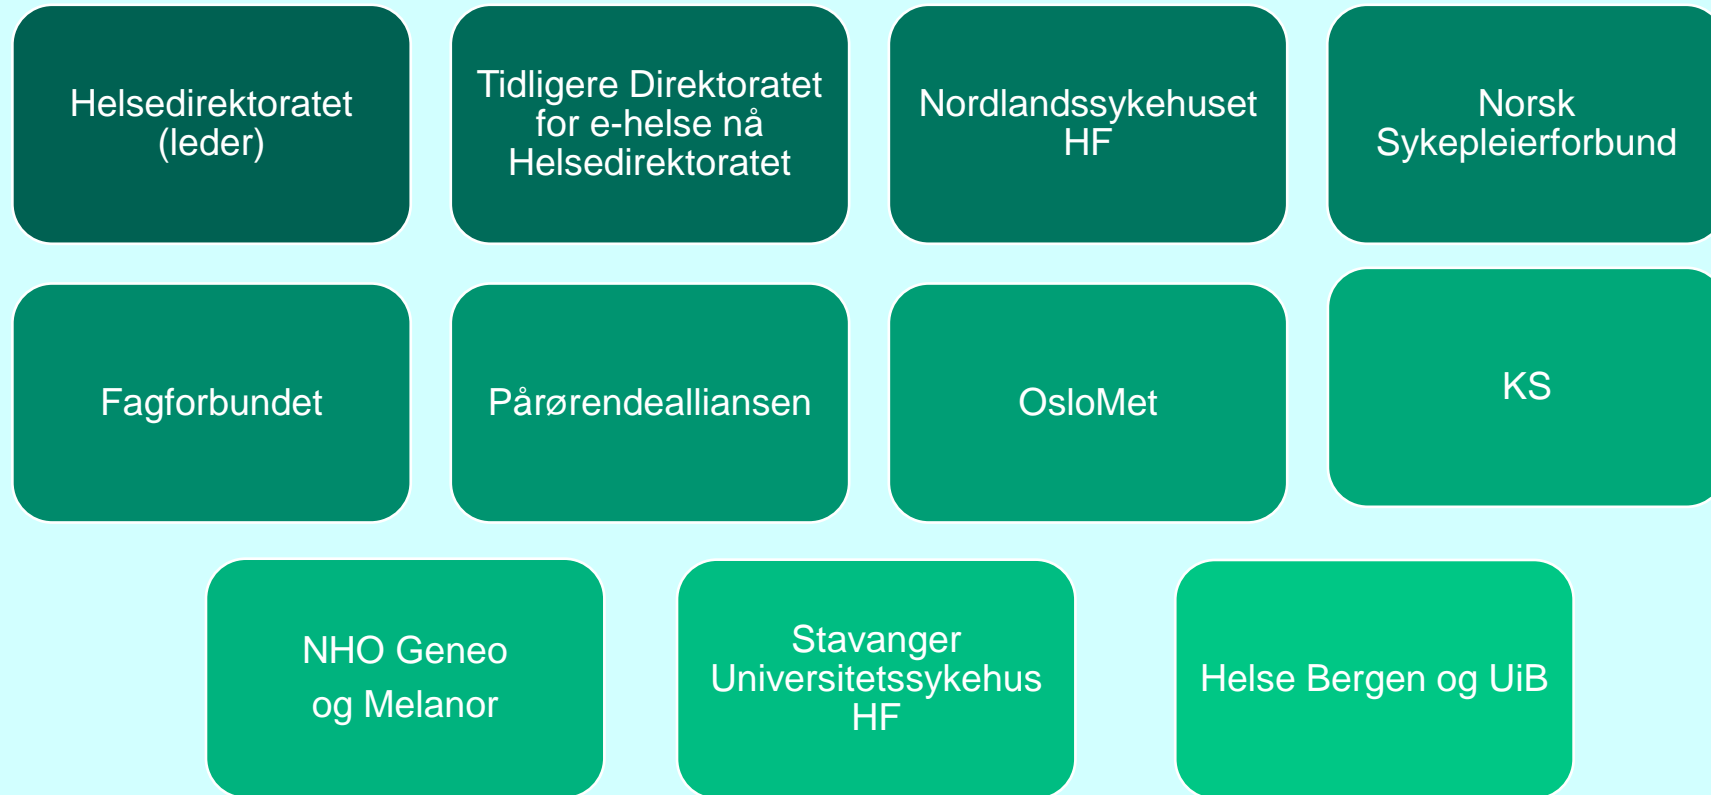 Helsedirektoratet
(leder)
Tidligere Direktoratet
for e-helse nå
Helsedirektoratet
Nordlandssykehuset
HF
Norsk
Sykepleierforbund
Fagforbundet
Pårørendealliansen
OsloMet
KS
NHO Geneo
og Melanor
Stavanger
Universitetssykehus
HF
Helse Bergen og UiB